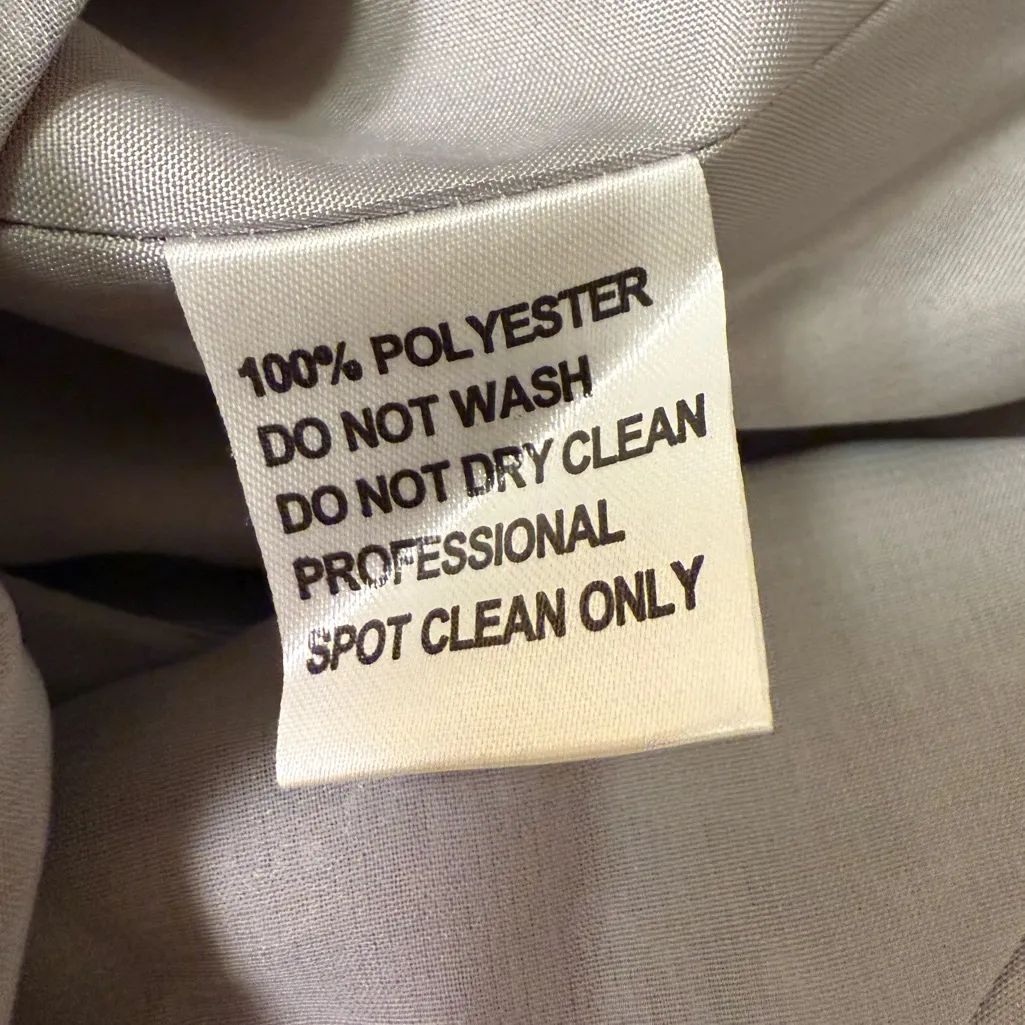 100% POLYESTER
DO NOT WASH
DO NOT DRY CLEAN
PROFESSIONAL
SPOT CLEAN ONLY